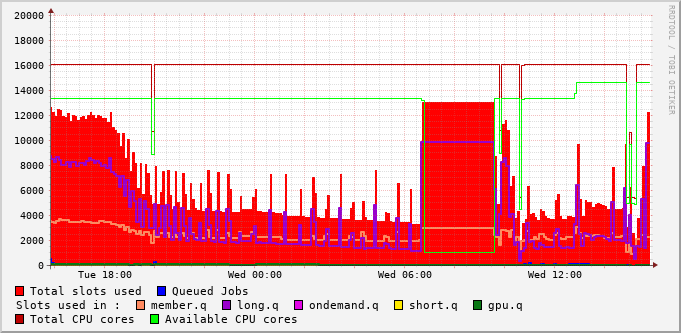 20000
18000
16000
14000
12000
10000
8000
6000
4000
2000
0
Tue 18:00 Wed 00:00 Wed 06:00 Wed 12:00
RRDTOOL / TOBI OETIKER
Total slots used Queued Jobs
Slots used in : member.q long.q ondemand.q short.q gpu.q
Total CPU cores Available CPU cores